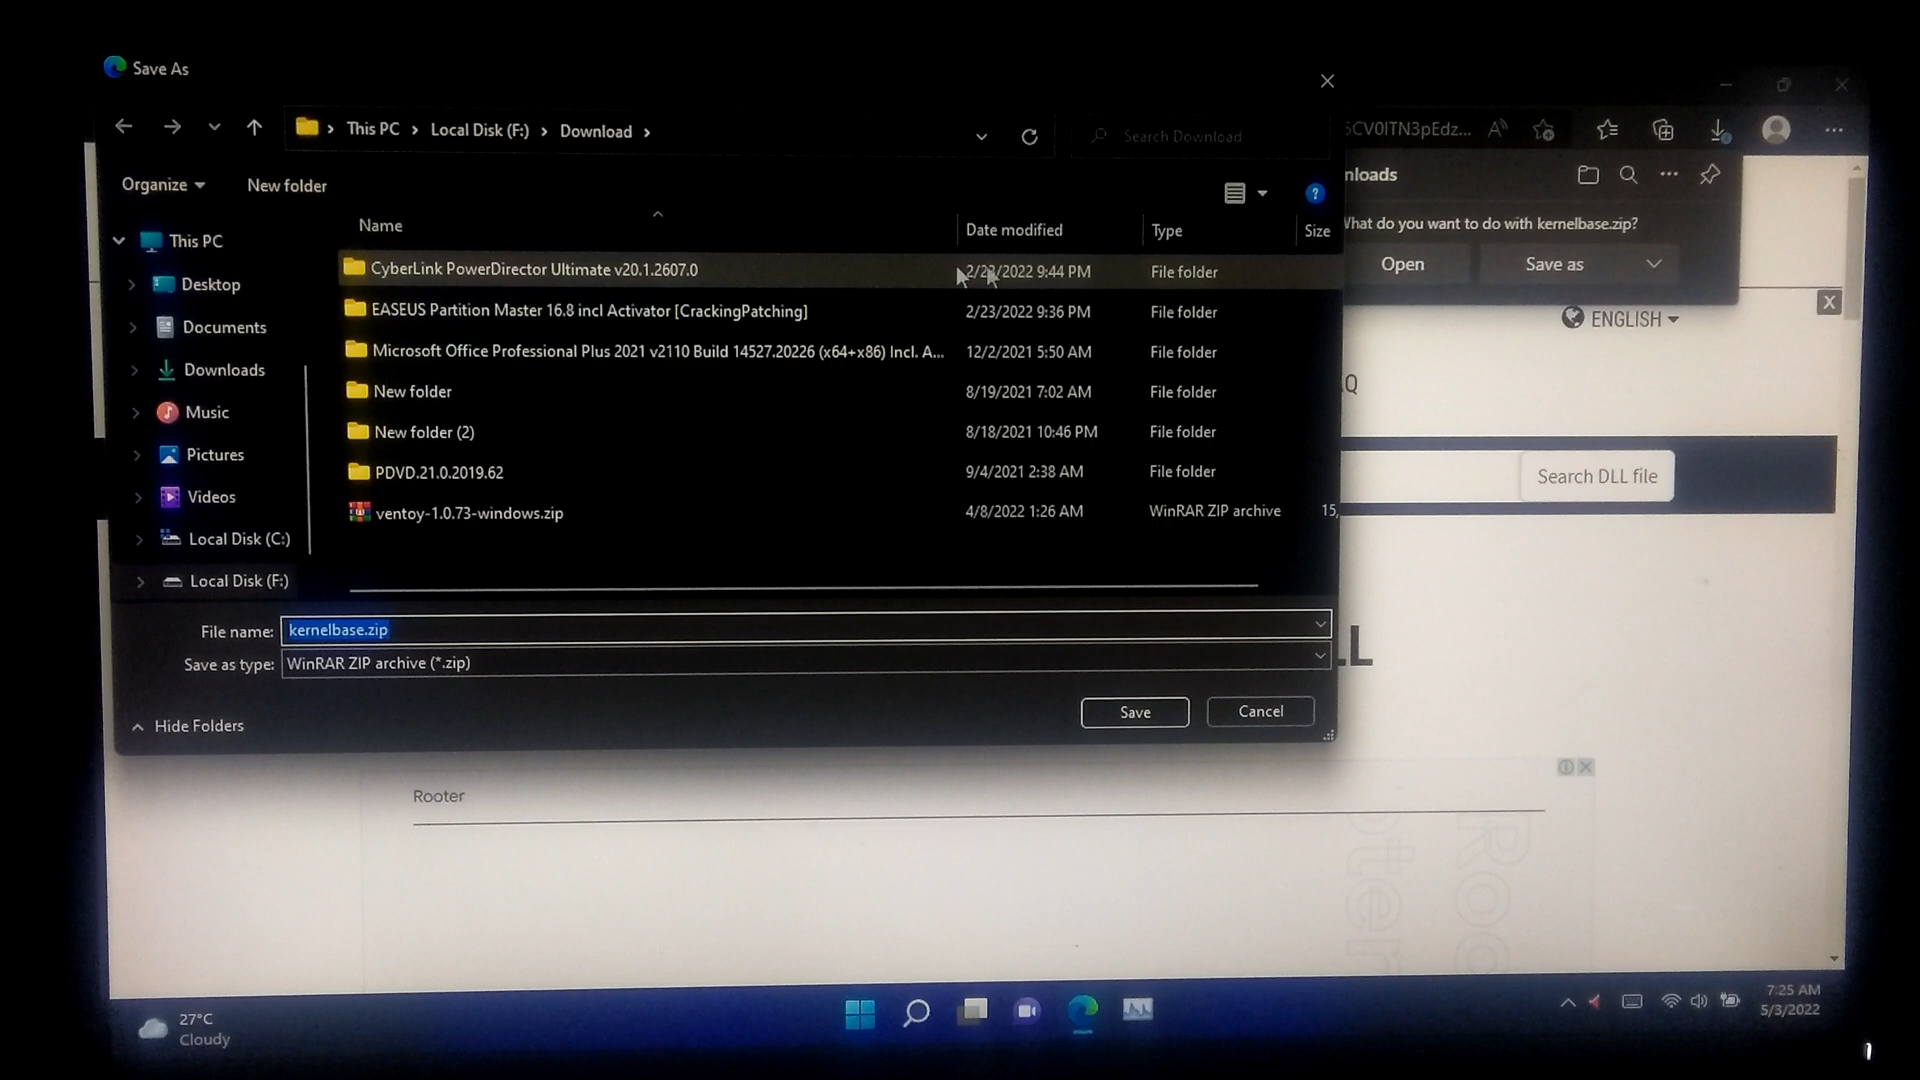 Save As
This PC > Local Disk (F:) > Download >
Search Download
5CV0ITN3pEdz...
Organize
New folder
nloads
What do you want to do with kernelbase.zip?
Open
Save as
Name
Date modified
Type
Size
This PC
Desktop
Documents
Downloads
Music
Pictures
Videos
Local Disk (C:)
Local Disk (F:)
CyberLink PowerDirector Ultimate v20.1.2607.0 2/23/2022 9:44 PM File folder
EASEUS Partition Master 16.8 incl Activator [CrackingPatching] 2/23/2022 9:36 PM File folder
Microsoft Office Professional Plus 2021 v2110 Build 14527.20226 (x64+x86) Incl. A... 12/2/2021 5:50 AM File folder
New folder 8/19/2021 7:02 AM File folder
New folder (2) 8/18/2021 10:46 PM File folder
PDVD.21.0.2019.62 9/4/2021 2:38 AM File folder
ventoy-1.0.73-windows.zip 4/8/2022 1:26 AM WinRAR ZIP archive 15,
File name: kernelbase.zip
Save as type: WinRAR ZIP archive (*.zip)
Hide Folders
Save
Cancel
X
ENGLISH
Q
Search DLL file
LL
Rooter
27°C
Cloudy
7:25 AM
5/3/2022